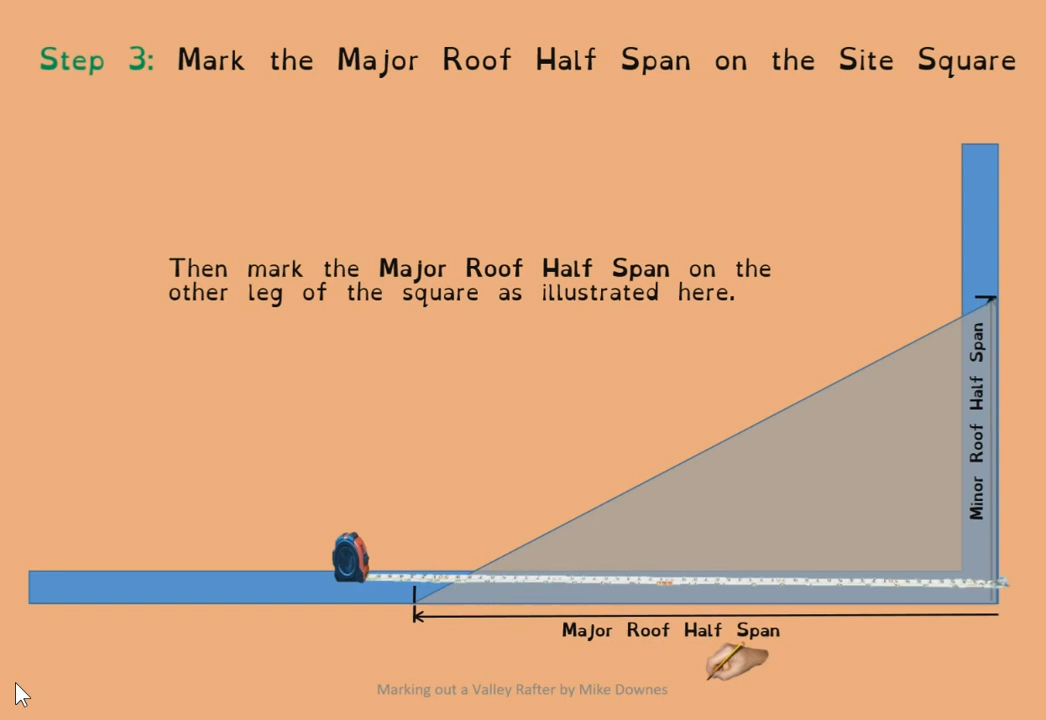 Step 3: Mark the Major Roof Half Span on the Site Square
Then mark the Major Roof Half Span on the
other leg of the square as illustrated here.
Minor Roof Half Span
Major Roof Half Span
Marking out a Valley Rafter by Mike Downes